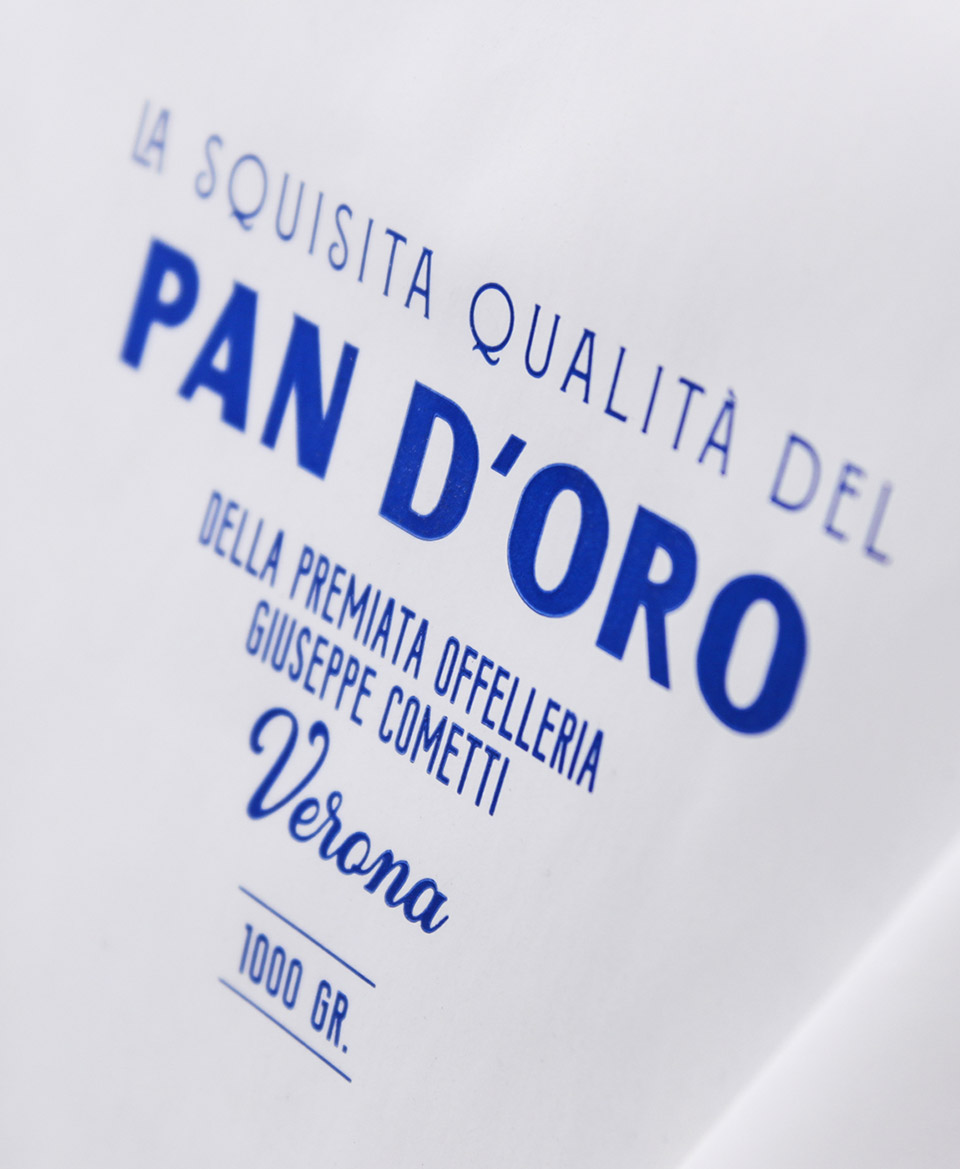 LA SQUISITA QUALITÀ DEL
PAN D'ORO
DELLA PREMIATA OFFELLERIA
GIUSEPPE COMETTI
Verona
1000 GR.